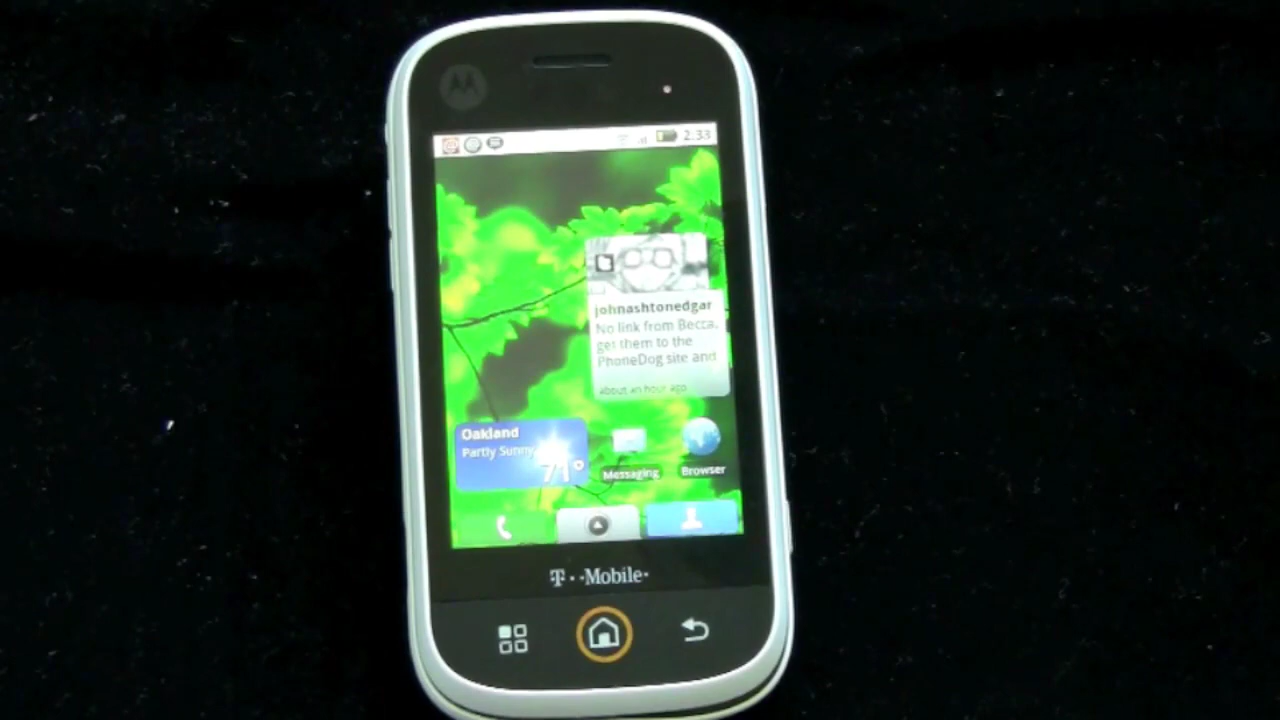 2:33
johnashtonedgar
No link from Becca,
get them to the
PhoneDog site and
about an hour ago
Oakland
Partly Sunny
71°
Messaging
Browser
T··Mobile·